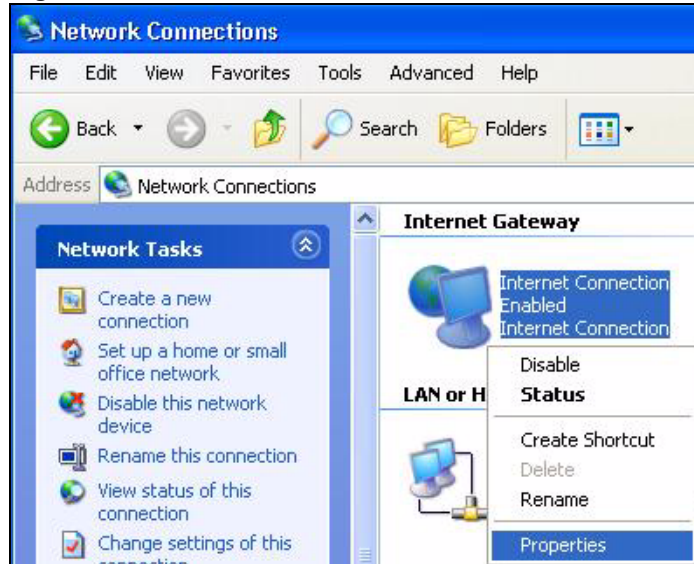 Network Connections
File Edit View Favorites Tools Advanced Help
Back Search Folders
Address Network Connections
Network Tasks
Create a new
connection
Set up a home or small
office network
Disable this network
device
Rename this connection
View status of this
connection
Change settings of this
connection
Internet Gateway
Internet Connection
Enabled
Internet Connection
Disable
Status
Create Shortcut
Delete
Rename
Properties
LAN or H